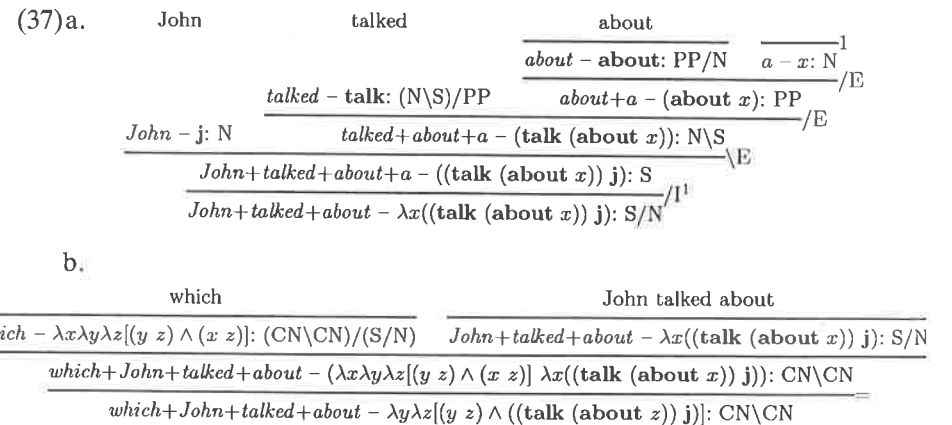 (37)a. John talked about
1
about – about: PP/N a – x: N
/E
talked – talk: (N\S)/PP about+a – (about x): PP
/E
John – j: N talked+about+a – (talk (about x)): N\S
\E
John+talked+about+a – ((talk (about x)) j): S
/I¹
John+talked+about – λx((talk (about x)) j): S/N
b.
which John talked about
ich – λxλyλz[(y z) ∧ (x z)]: (CN\CN)/(S/N) John+talked+about – λx((talk (about x)) j): S/N
which+John+talked+about – (λxλyλz[(y z) ∧ (x z)] λx((talk (about x)) j)): CN\CN
=
which+John+talked+about – λyλz[(y z) ∧ ((talk (about z)) j)]: CN\CN